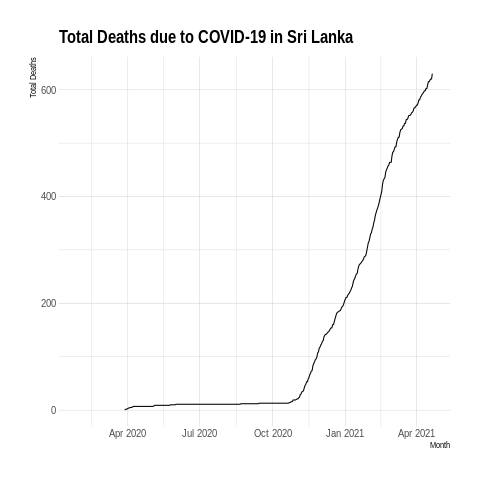 Total Deaths due to COVID-19 in Sri Lanka
Total Deaths
600
400
200
0
Apr 2020 Jul 2020 Oct 2020 Jan 2021 Apr 2021
Month